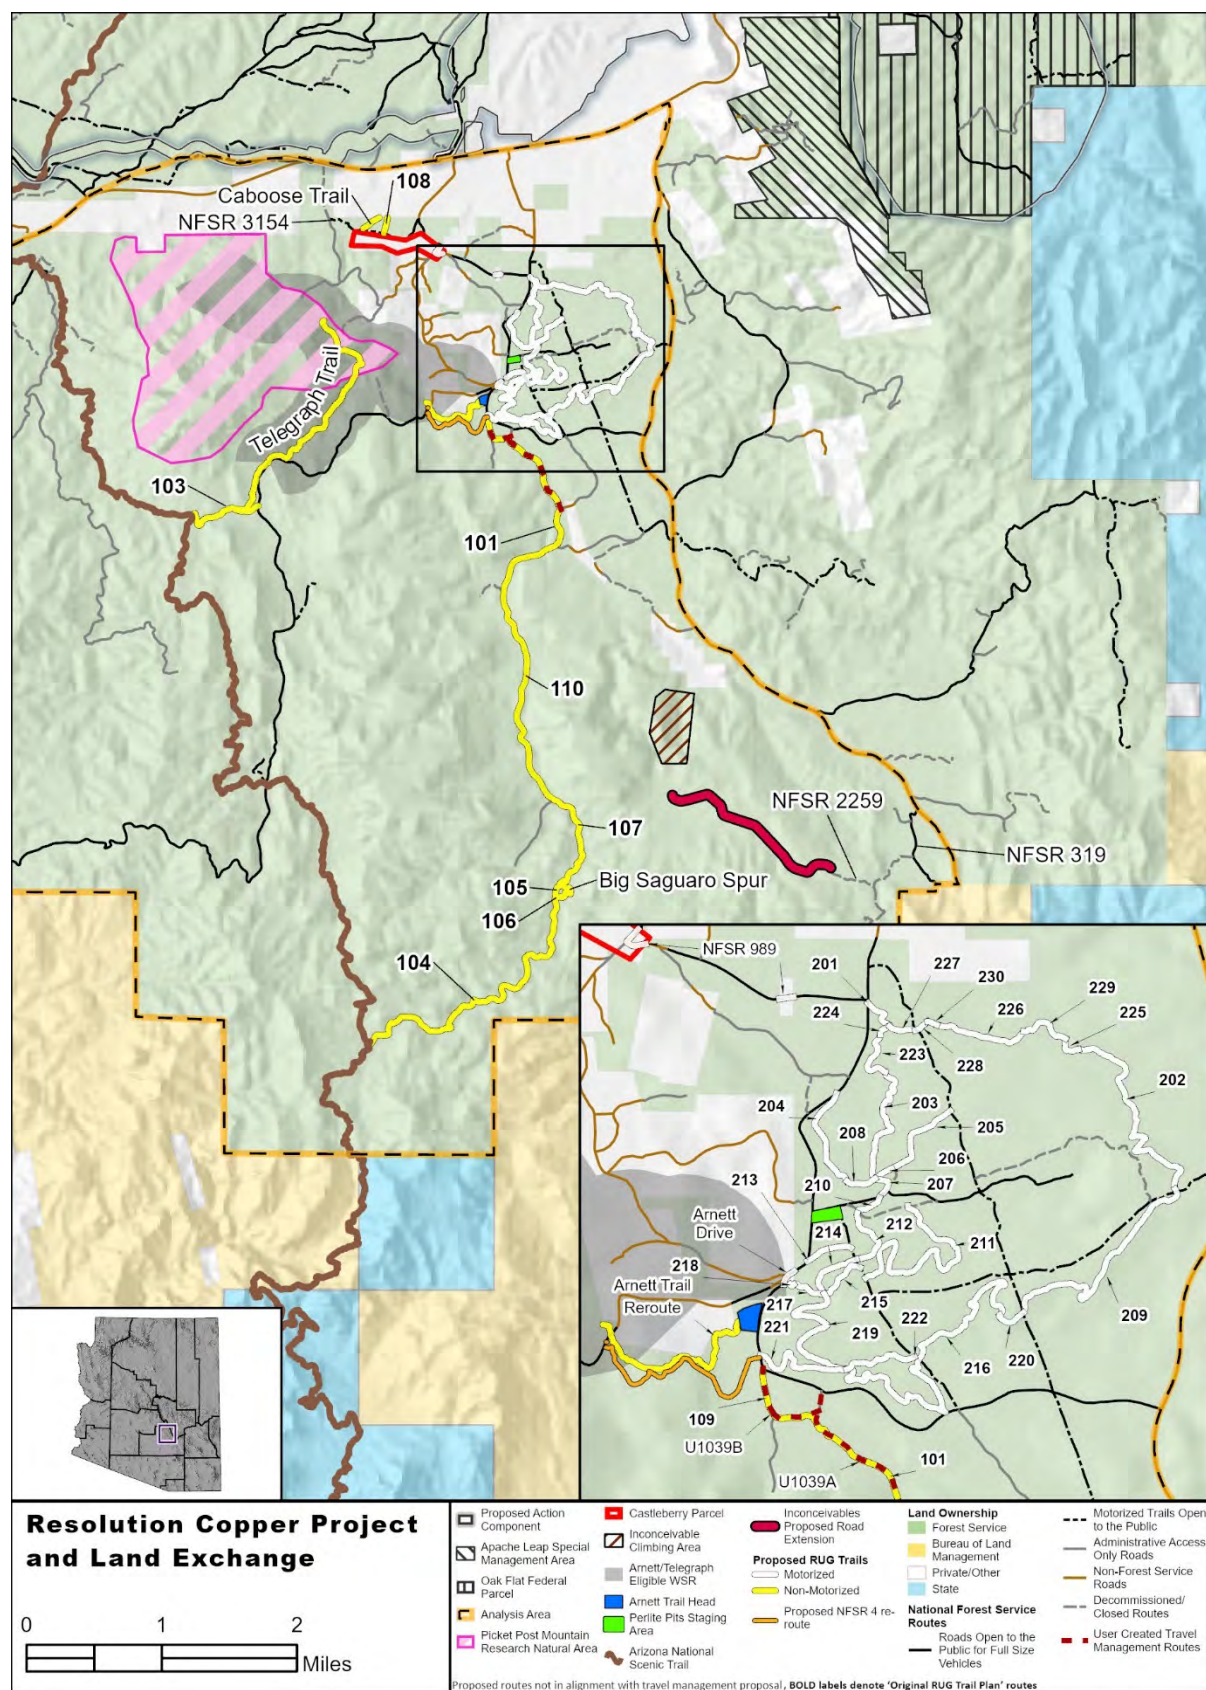 108
Caboose Trail
NFSR 3154
Telegraph Trail
103
101
110
NFSR 2259
107
NFSR 319
105
Big Saguaro Spur
106
104
NFSR 989
201
227
230
229
224
226
225
223
228
202
204
203
208
205
206
213
210
207
Arnett
Drive
212
214
211
218
Arnett Trail
Reroute
217
215
209
221
219
222
216
220
109
U1039B
101
U1039A
Resolution Copper Project
and Land Exchange
0
1
2
Miles
Proposed Action
Component
Apache Leap Special
Management Area
Oak Flat Federal
Parcel
Analysis Area
Picket Post Mountain
Research Natural Area
Castleberry Parcel
Inconceivable
Climbing Area
Arnett/Telegraph
Eligible WSR
Arnett Trail Head
Perlite Pits Staging
Area
Arizona National
Scenic Trail
Inconceivables
Proposed Road
Extension
Proposed RUG Trails
Motorized
Non-Motorized
Proposed NFSR 4 re-
route
Land Ownership
Forest Service
Bureau of Land
Management
Private/Other
State
National Forest Service
Routes
Roads Open to the
Public for Full Size
Vehicles
Motorized Trails Open
to the Public
Administrative Access
Only Roads
Non-Forest Service
Roads
Decommissioned/
Closed Routes
User Created Travel
Management Routes
Proposed routes not in alignment with travel management proposal, BOLD labels denote 'Original RUG Trail Plan' routes